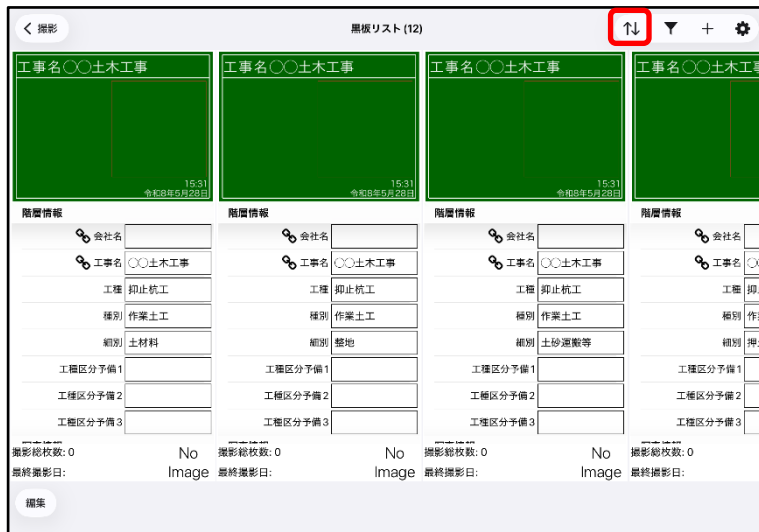 撮影
黒板リスト (12)
工事名○○土木工事
工事名○○土木工事
工事名○○土木工事
工事名○○土木工事
15:31
令和8年5月28日
15:31
令和8年5月28日
15:31
令和8年5月28日
階層情報
階層情報
階層情報
階層情報
会社名
会社名
会社名
会社名
工事名 ○○土木工事
工事名 ○○土木工事
工事名 ○○土木工事
工事名
工種 抑止杭工
工種 抑止杭工
工種 抑止杭工
工種 抑
種別 作業土工
種別 作業土工
種別 作業土工
種別 作
細別 土材料
細別 整地
細別 土砂運搬等
細別 押
工種区分予備1
工種区分予備1
工種区分予備1
工種区分予備1
工種区分予備2
工種区分予備2
工種区分予備2
工種区分予備2
工種区分予備3
工種区分予備3
工種区分予備3
工種区分予備3
撮影総枚数: 0
最終撮影日:
No
Image
撮影総枚数: 0
最終撮影日:
No
Image
撮影総枚数: 0
最終撮影日:
No
Image
撮影総枚数: 0
最終撮影日:
編集